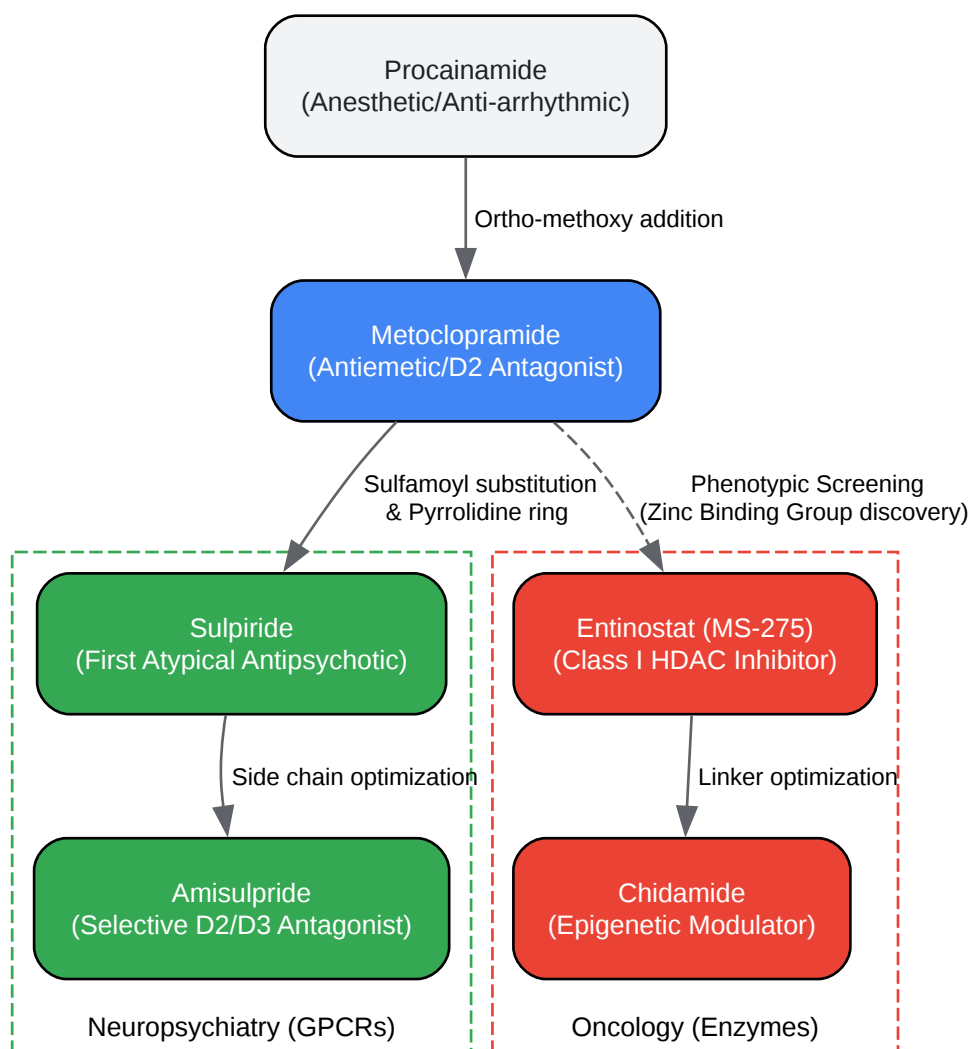 Procainamide
(Anesthetic/Anti-arrhythmic)
Ortho-methoxy addition
Metoclopramide
(Antiemetic/D2 Antagonist)
Sulfamoyl substitution
& Pyrrolidine ring
Phenotypic Screening
(Zinc Binding Group discovery)
Sulpiride
(First Atypical Antipsychotic)
Entinostat (MS-275)
(Class I HDAC Inhibitor)
Side chain optimization
Linker optimization
Amisulpride
(Selective D2/D3 Antagonist)
Chidamide
(Epigenetic Modulator)
Neuropsychiatry (GPCRs)
Oncology (Enzymes)